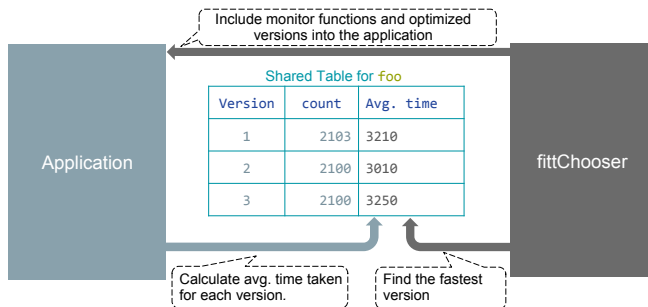 Include monitor functions and optimized
versions into the application
Shared Table for foo
Version count Avg. time
1 2103 3210
2 2100 3010
3 2100 3250
Application
fittChooser
Calculate avg. time taken
for each version.
Find the fastest
version